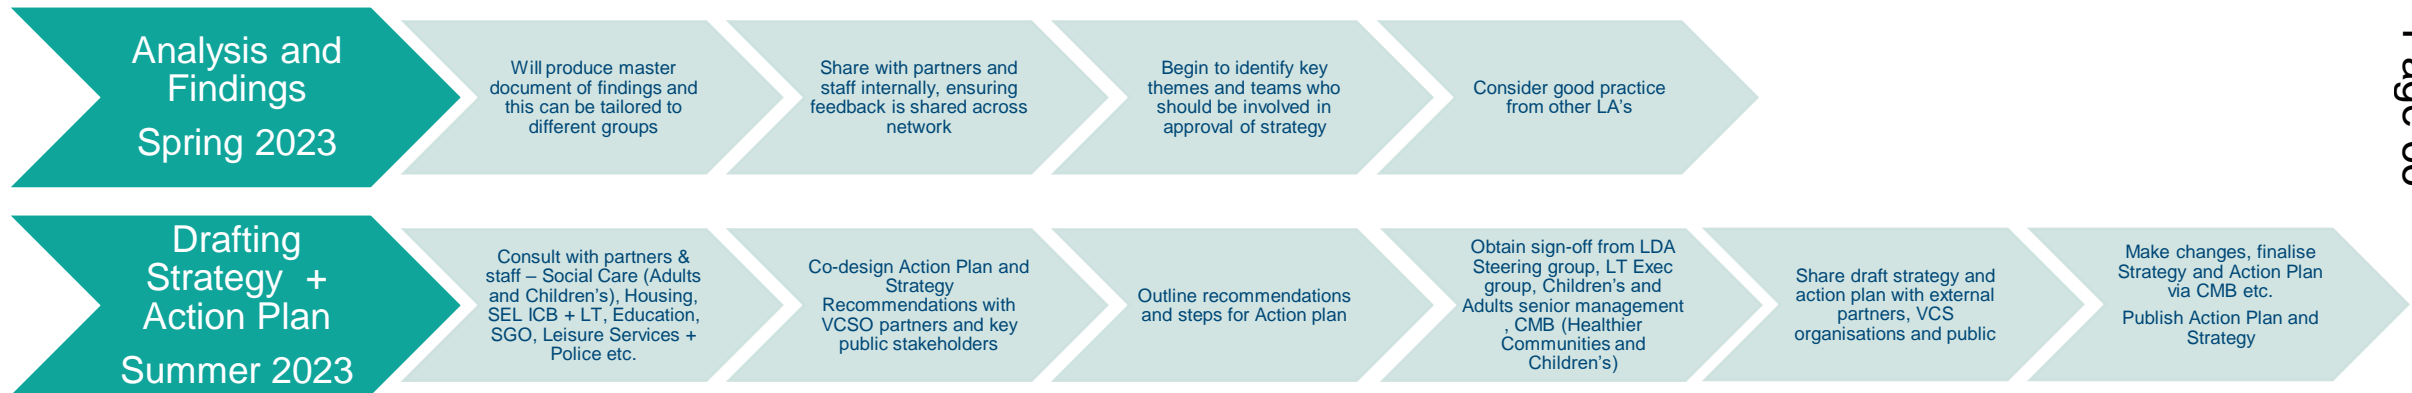 Analysis and
Findings
Spring 2023
Will produce master
document of findings and
this can be tailored to
different groups
Share with partners and
staff internally, ensuring
feedback is shared across
network
Begin to identify key
themes and teams who
should be involved in
approval of strategy
Consider good practice
from other LA's
Drafting
Strategy +
Action Plan
Summer 2023
Consult with partners &
staff – Social Care (Adults
and Children's), Housing,
SEL ICB + LT, Education,
SGO, Leisure Services +
Police etc.
Co-design Action Plan and
Strategy
Recommendations with
VCSO partners and key
public stakeholders
Outline recommendations
and steps for Action plan
Obtain sign-off from LDA
Steering group, LT Exec
group, Children's and
Adults senior management
, CMB (Healthier
Communities and
Children's)
Share draft strategy and
action plan with external
partners, VCS
organisations and public
Make changes, finalise
Strategy and Action Plan
via CMB etc.
Publish Action Plan and
Strategy
Page